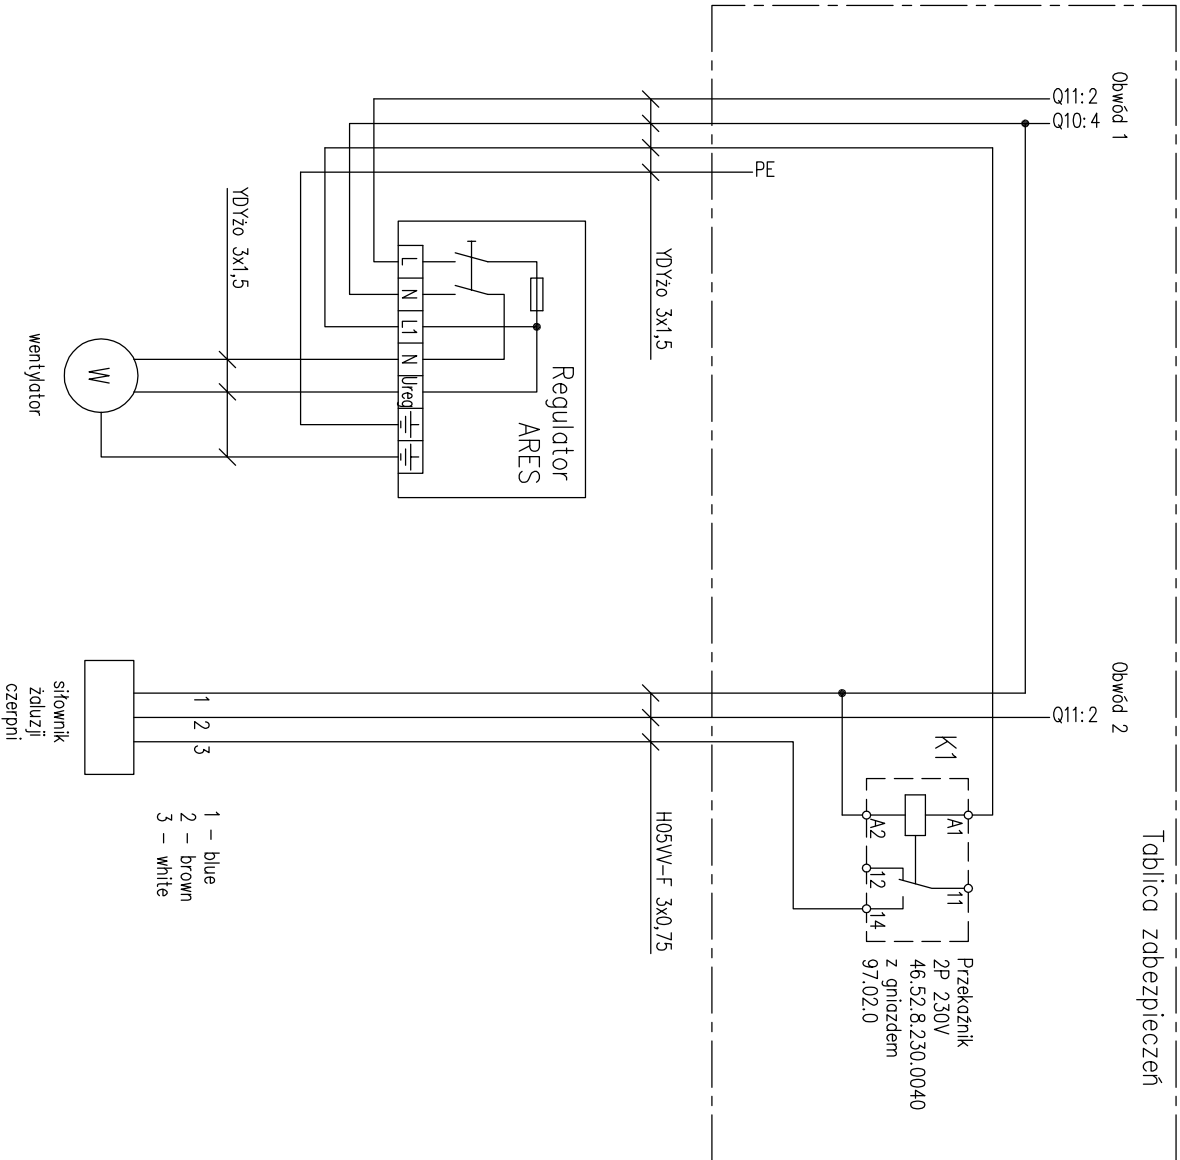 Tablica zabezpieczeń
Obwód 1
Q11:2
Q10:4
PE
Obwód 2
Q11:2
K1
A1
A2
11
12
14
Przekaźnik
2P 230V
46.52.8.230.0040
z gniazdem
97.02.0
YDYżo 3x1,5
H05VV-F 3x0,75
Regulator
ARES
L
N
L1
N
Ureg
YDYżo 3x1,5
W
wentylator
1
2
3
1 - blue
2 - brown
3 - white
siłownik
żaluzji
czerpni